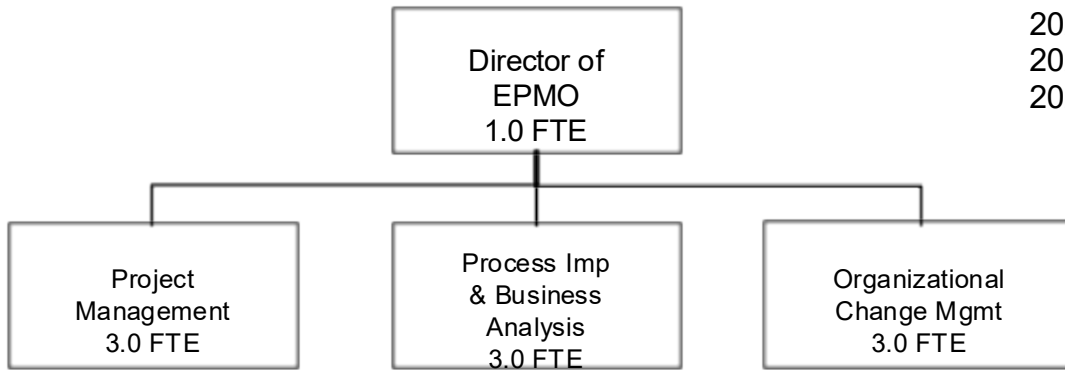 20
20
20
Director of
EPMO
1.0 FTE
Project
Management
3.0 FTE
Process Imp
& Business
Analysis
3.0 FTE
Organizational
Change Mgmt
3.0 FTE